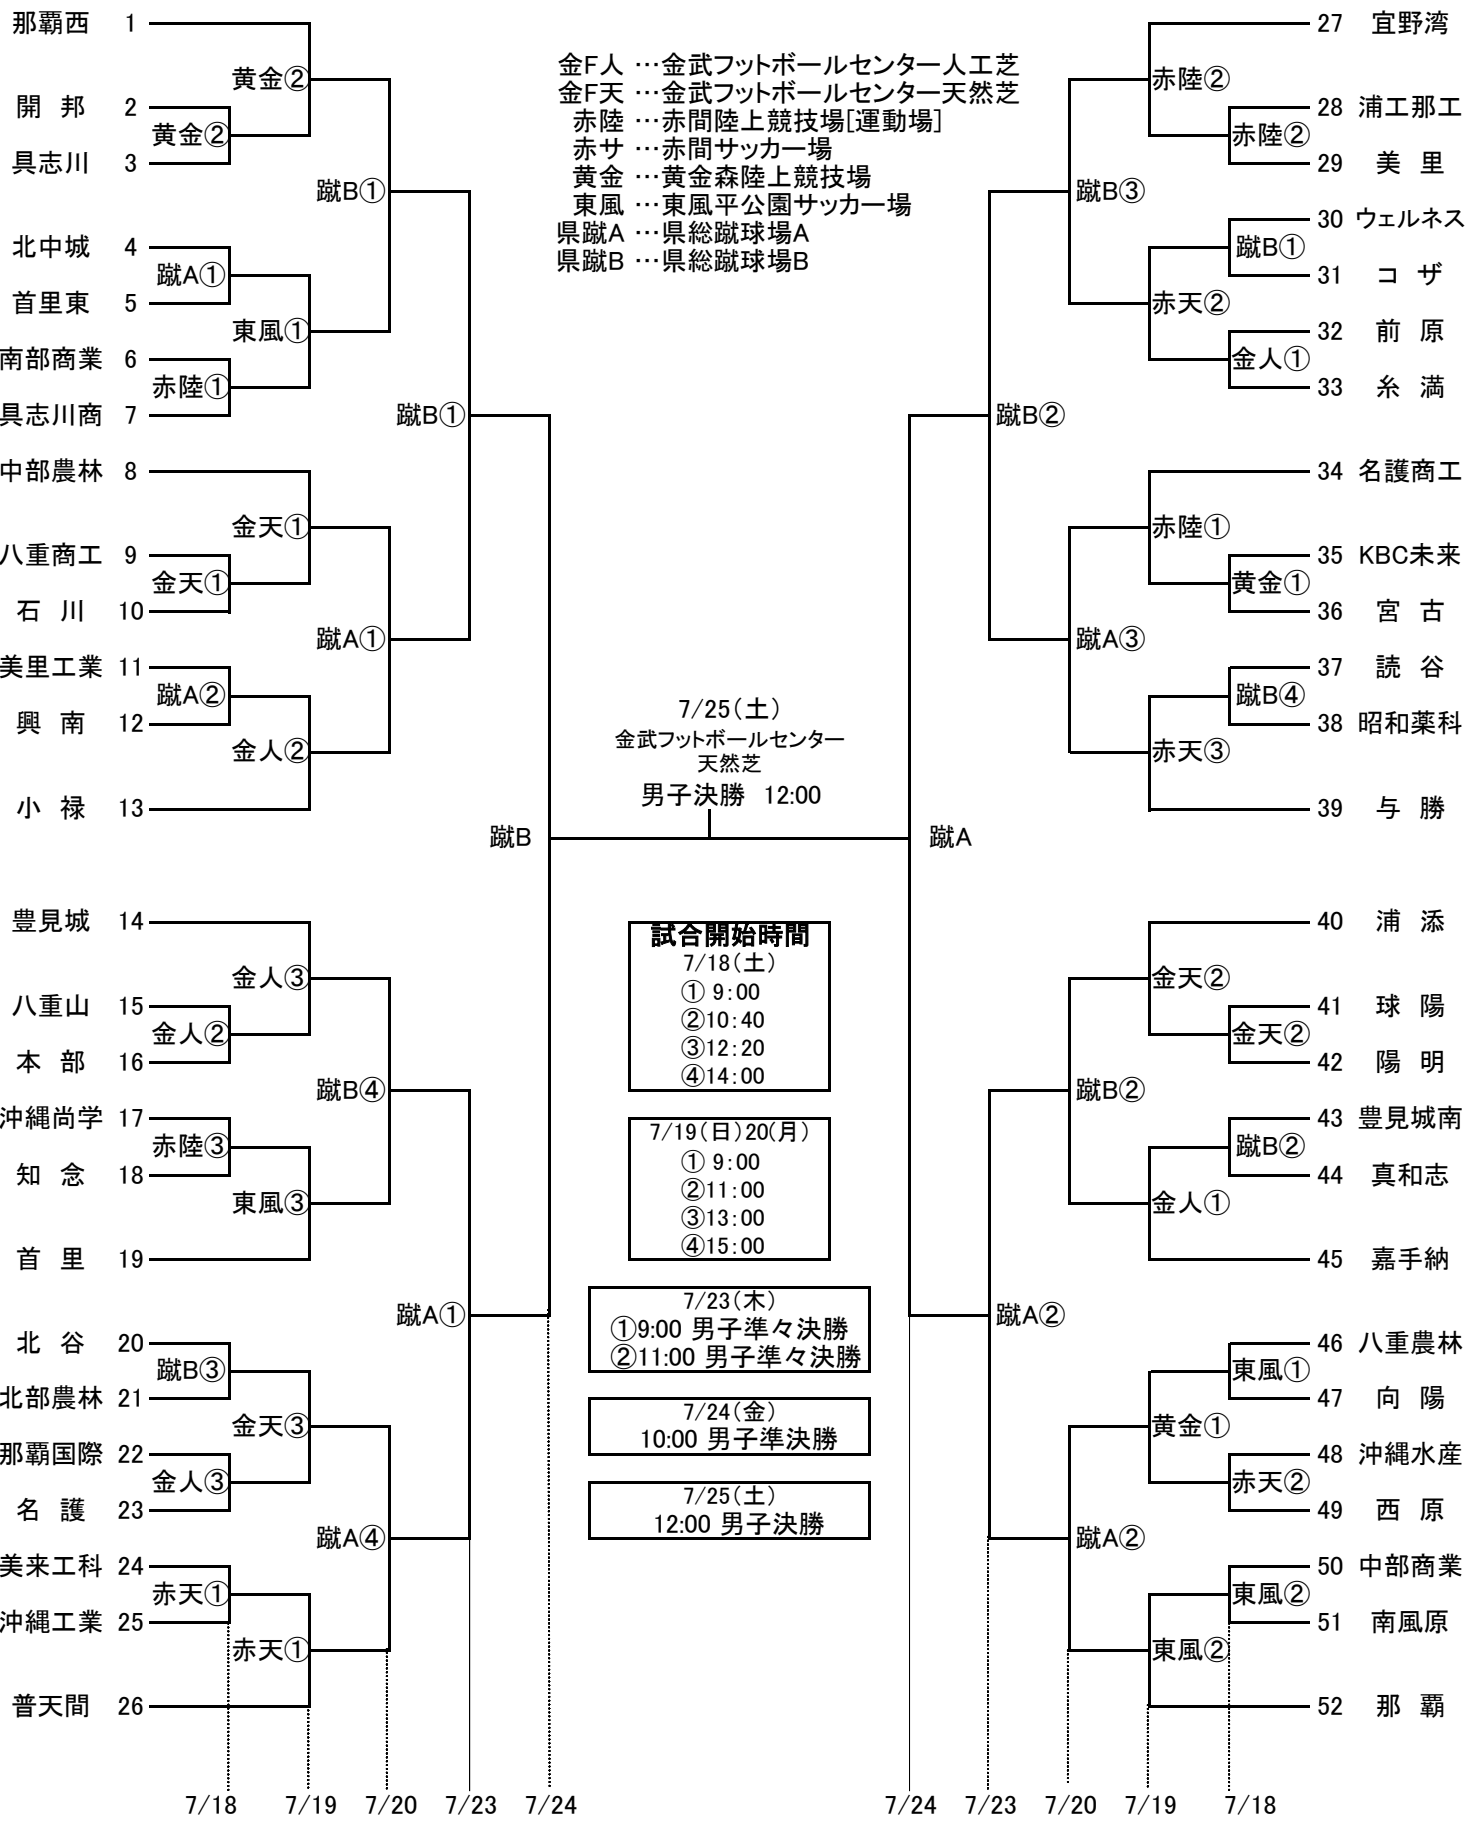 那覇西 1
黄金②
開邦 2
黄金②
具志川 3
蹴B①
北中城 4
蹴A①
首里東 5
東風①
南部商業 6
赤陸①
具志川商 7
蹴B①
中部農林 8
金天①
八重商工 9
金天①
石川 10
蹴A①
美里工業 11
蹴A②
興南 12
金人②
小禄 13
蹴B
豊見城 14
金人③
八重山 15
金人②
本部 16
蹴B④
沖縄尚学 17
赤陸③
知念 18
東風③
首里 19
蹴A①
北谷 20
蹴B③
北部農林 21
金天③
那覇国際 22
金人③
名護 23
蹴A④
美来工科 24
赤天①
沖縄工業 25
赤天①
普天間 26
7/18 7/19 7/20 7/23 7/24
金F人 …金武フットボールセンター人工芝
金F天 …金武フットボールセンター天然芝
赤陸 …赤間陸上競技場[運動場]
赤サ …赤間サッカー場
黄金 …黄金森陸上競技場
東風 …東風平公園サッカー場
県蹴A …県総蹴球場A
県蹴B …県総蹴球場B
7/25(土)
金武フットボールセンター
天然芝
男子決勝 12:00
試合開始時間
7/18(土)
① 9:00
②10:40
③12:20
④14:00
7/19(日)20(月)
① 9:00
②11:00
③13:00
④15:00
7/23(木)
①9:00 男子準々決勝
②11:00 男子準々決勝
7/24(金)
10:00 男子準決勝
7/25(土)
12:00 男子決勝
27 宜野湾
赤陸②
28 浦工那工
赤陸②
29 美里
蹴B③
30 ウェルネス
蹴B①
31 コザ
赤天②
32 前原
金人①
33 糸満
蹴B②
34 名護商工
赤陸①
35 KBC未来
黄金①
36 宮古
蹴A③
37 読谷
蹴B④
38 昭和薬科
赤天③
39 与勝
蹴A
40 浦添
金天②
41 球陽
金天②
42 陽明
蹴B②
43 豊見城南
蹴B②
44 真和志
金人①
45 嘉手納
蹴A②
46 八重農林
東風①
47 向陽
黄金①
48 沖縄水産
赤天②
49 西原
蹴A②
50 中部商業
東風②
51 南風原
東風②
52 那覇
7/24 7/23 7/20 7/19 7/18